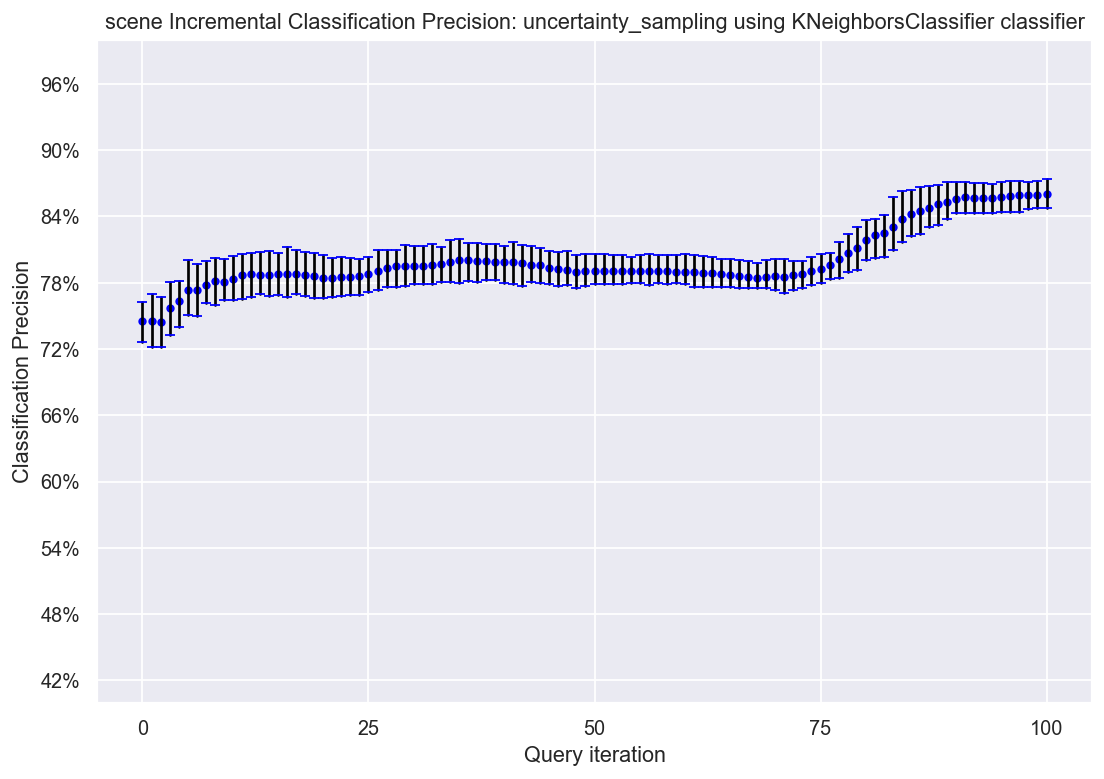 scene Incremental Classification Precision: uncertainty_sampling using KNeighborsClassifier classifier
96%
90%
84%
78%
72%
66%
60%
54%
48%
42%
Classification Precision
0 25 50 75 100
Query iteration